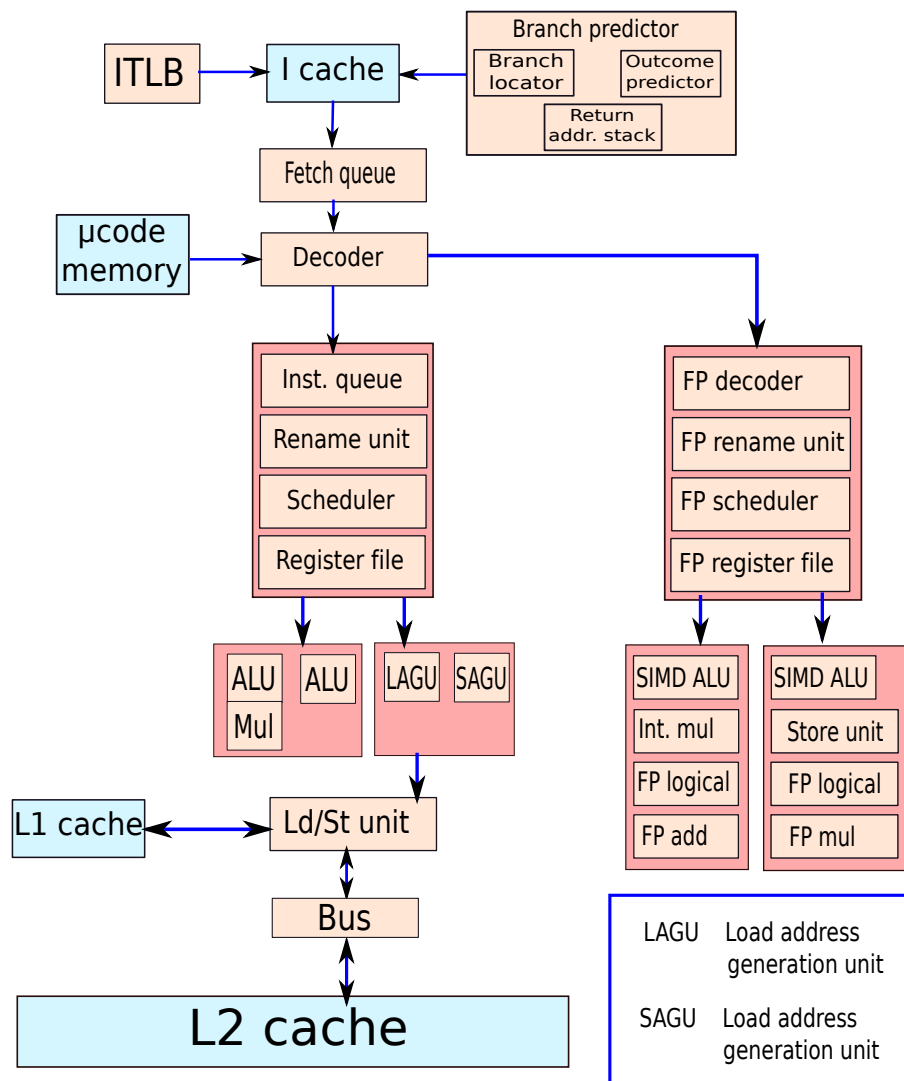 ITLB
I cache
Branch predictor
Branch
locator
Outcome
predictor
Return
addr. stack
Fetch queue
µcode
memory
Decoder
Inst. queue
Rename unit
Scheduler
Register file
FP decoder
FP rename unit
FP scheduler
FP register file
ALU
Mul
ALU
LAGU
SAGU
SIMD ALU
Int. mul
FP logical
FP add
SIMD ALU
Store unit
FP logical
FP mul
L1 cache
Ld/St unit
Bus
L2 cache
LAGU Load address
generation unit
SAGU Load address
generation unit